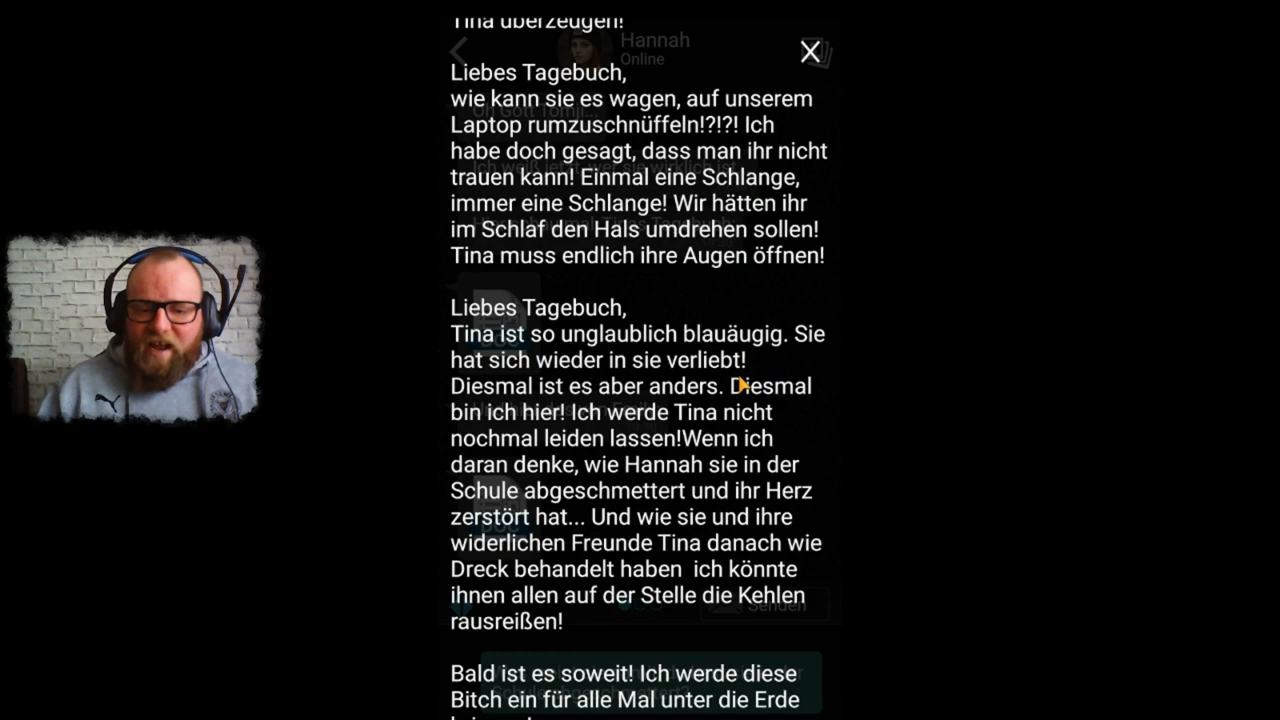 Tina überzeugen!
Hannah
Online
Liebes Tagebuch,
wie kann sie es wagen, auf unserem
Laptop rumzuschnüffeln!?!?! Ich
habe doch gesagt, dass man ihr nicht
trauen kann! Einmal eine Schlange,
immer eine Schlange! Wir hätten ihr
im Schlaf den Hals umdrehen sollen!
Tina muss endlich ihre Augen öffnen!
Liebes Tagebuch,
Tina ist so unglaublich blauäugig. Sie
hat sich wieder in sie verliebt!
Diesmal ist es aber anders. Diesmal
bin ich hier! Ich werde Tina nicht
nochmal leiden lassen!Wenn ich
daran denke, wie Hannah sie in der
Schule abgeschmettert und ihr Herz
zerstört hat... Und wie sie und ihre
widerlichen Freunde Tina danach wie
Dreck behandelt haben  ich könnte
ihnen allen auf der Stelle die Kehlen
rausreißen!
Senden
Bald ist es soweit! Ich werde diese
Bitch ein für alle Mal unter die Erde